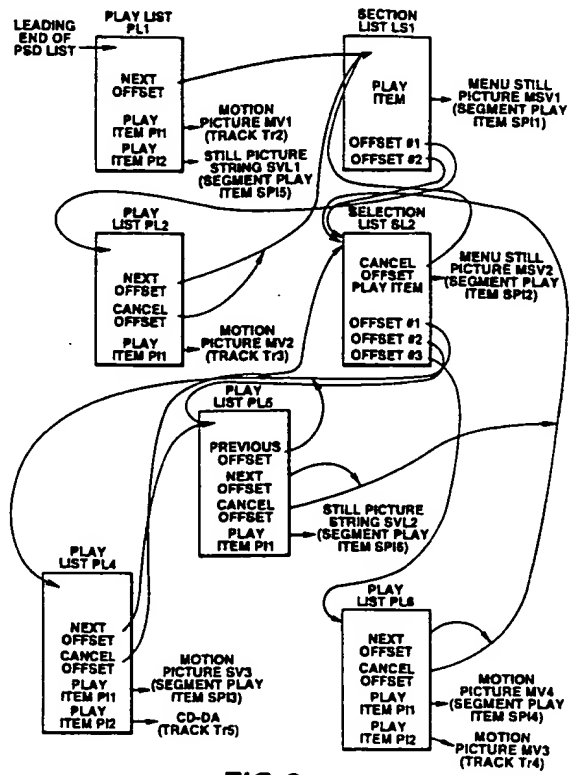 LEADING
END OF
PSD LIST
PLAY LIST
PL1
NEXT
OFFSET
PLAY
ITEM PI1
PLAY
ITEM PI2
MOTION
PICTURE MV1
(TRACK Tr2)
STILL PICTURE
STRING SVL1
(SEGMENT PLAY
ITEM SPI5)
SECTION
LIST LS1
PLAY
ITEM
OFFSET #1
OFFSET #2
MENU STILL
PICTURE MSV1
(SEGMENT PLAY
ITEM SPI1)
PLAY
LIST PL2
NEXT
OFFSET
CANCEL
OFFSET
PLAY
ITEM PI1
MOTION
PICTURE MV2
(TRACK Tr3)
SELECTION
LIST SL2
CANCEL
OFFSET
PLAY ITEM
OFFSET #1
OFFSET #2
OFFSET #3
MENU STILL
PICTURE MSV2
(SEGMENT PLAY
ITEM SPI2)
PLAY
LIST PL5
PREVIOUS
OFFSET
NEXT
OFFSET
CANCEL
OFFSET
PLAY
ITEM PI1
STILL PICTURE
STRING SVL2
(SEGMENT PLAY
ITEM SPI6)
PLAY
LIST PL4
NEXT
OFFSET
CANCEL
OFFSET
PLAY
ITEM PI1
PLAY
ITEM PI2
MOTION
PICTURE SV3
(SEGMENT PLAY
ITEM SPI3)
CD-DA
(TRACK Tr5)
PLAY
LIST PL6
NEXT
OFFSET
CANCEL
OFFSET
PLAY
ITEM PI1
PLAY
ITEM PI2
MOTION
PICTURE MV4
(SEGMENT PLAY
ITEM SPI4)
MOTION
PICTURE MV3
(TRACK Tr4)